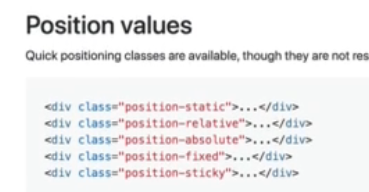 Position values
Quick positioning classes are available, though they are not res
<div class="position-static">...</div>
<div class="position-relative">...</div>
<div class="position-absolute">...</div>
<div class="position-fixed">...</div>
<div class="position-sticky">...</div>